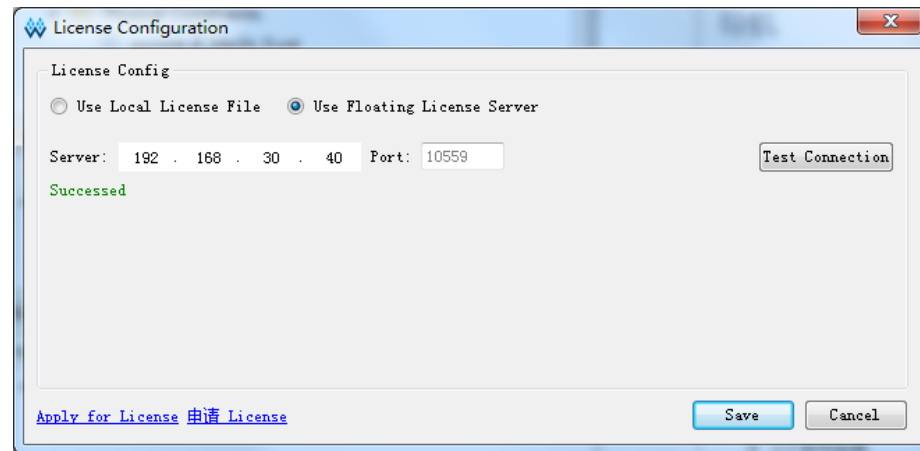 License Configuration
License Config
Use Local License File Use Floating License Server
Server: 192 . 168 . 30 . 40 Port: 10559 Test Connection
Successed
Apply for License 申请 License Save Cancel